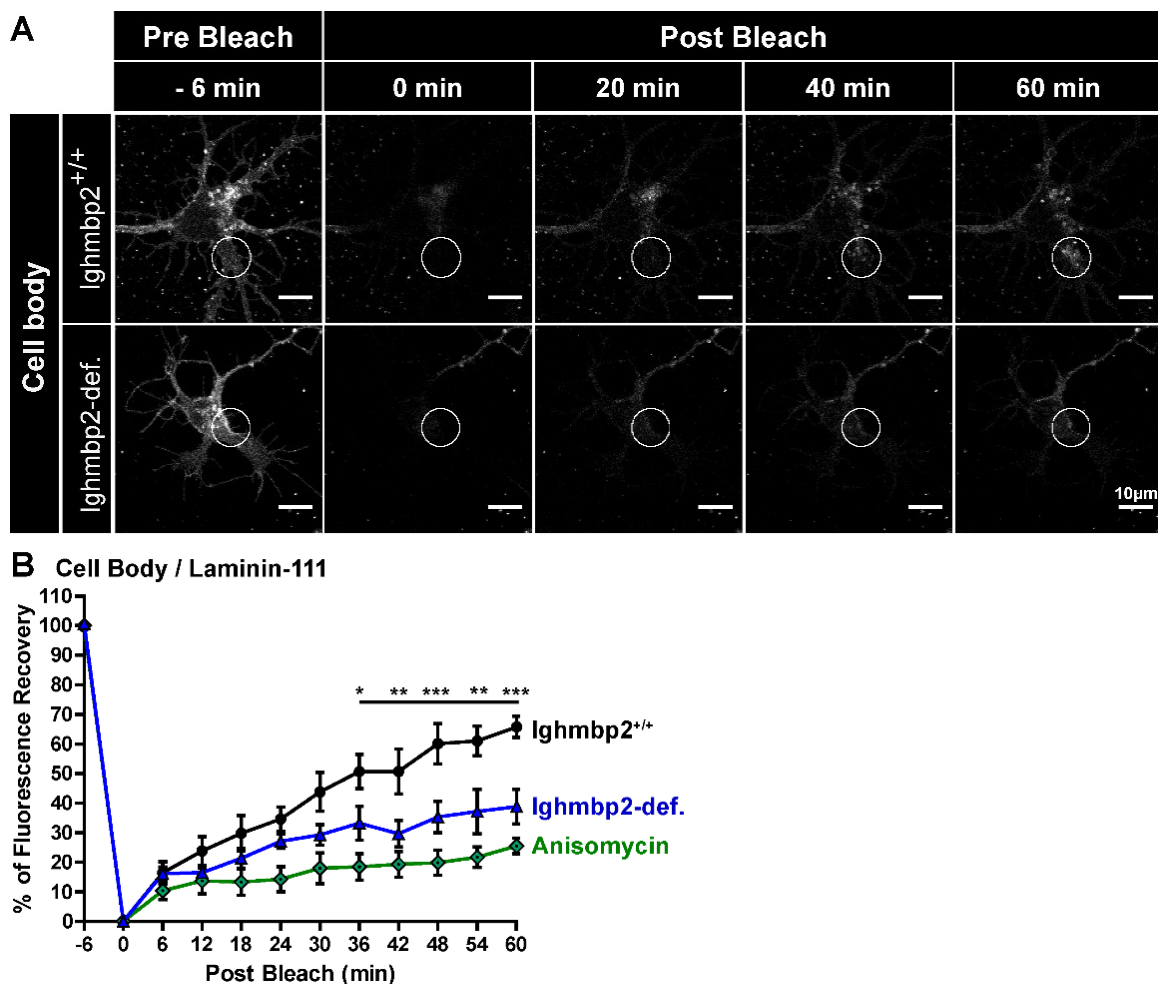 A
Pre Bleach
Post Bleach
- 6 min
0 min
20 min
40 min
60 min
Cell body
Ighmbp2+/+
Ighmbp2-def.
10µm
B Cell Body / Laminin-111
% of Fluorescence Recovery
110
100
90
80
70
60
50
40
30
20
10
0
* ** *** ** ***
Ighmbp2+/+
Ighmbp2-def.
Anisomycin
-6 0 6 12 18 24 30 36 42 48 54 60
Post Bleach (min)